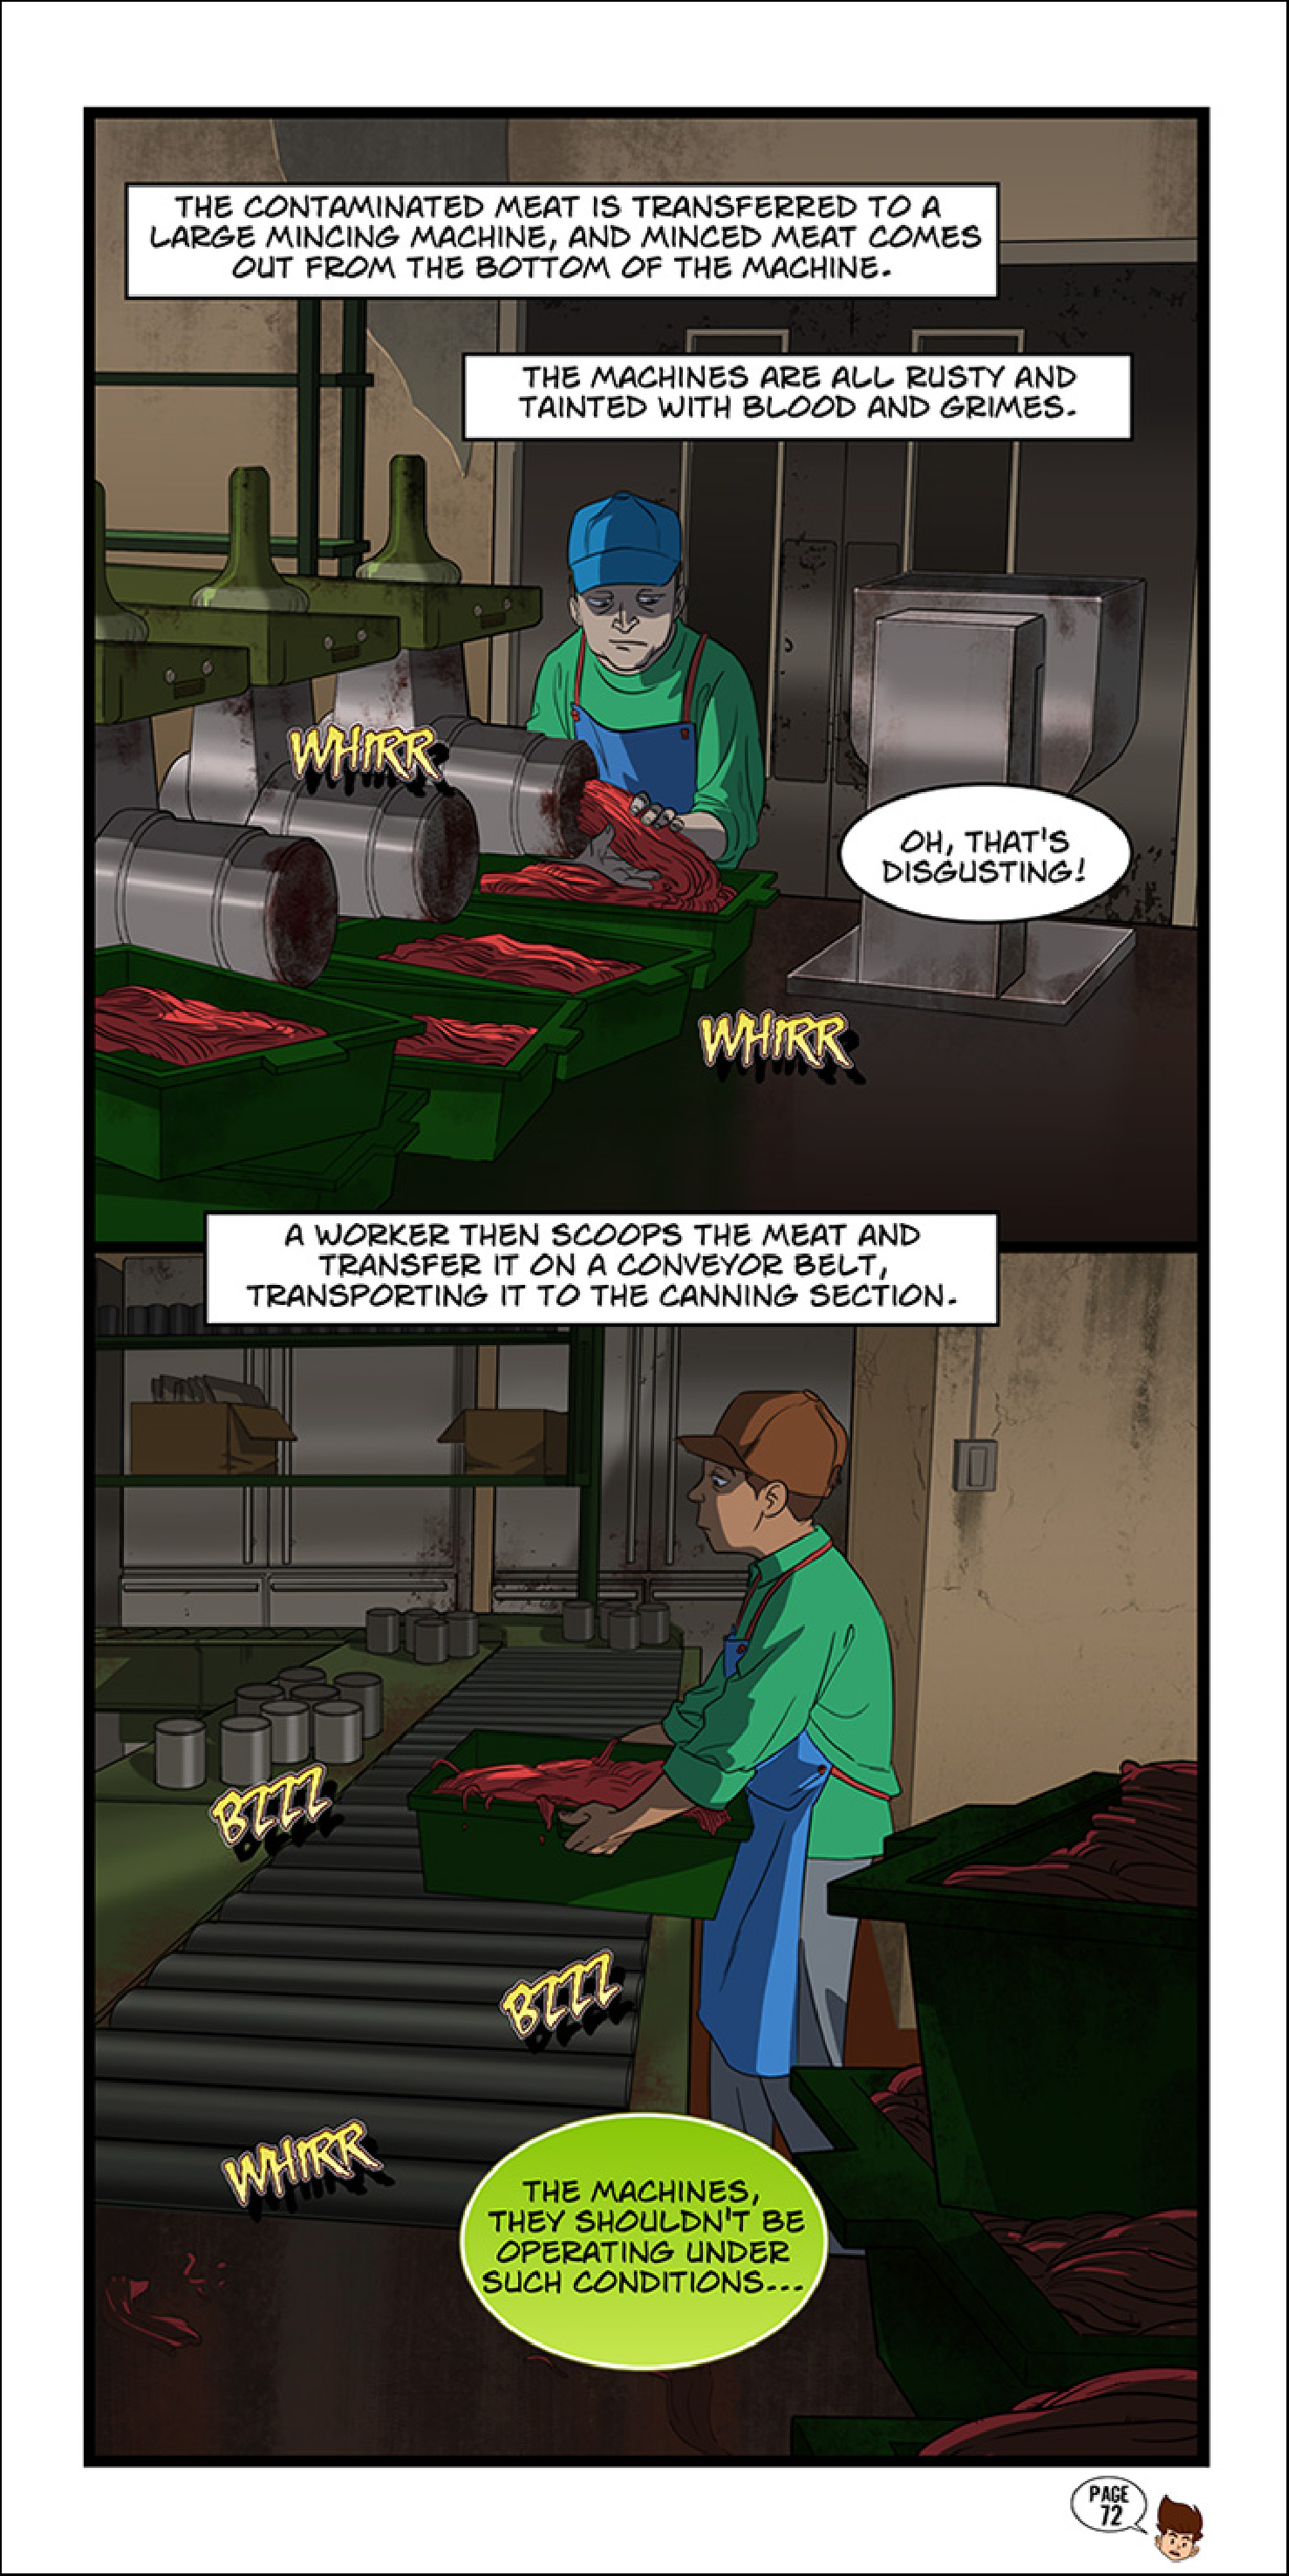 THE CONTAMINATED MEAT IS TRANSFERRED TO A
LARGE MINCING MACHINE, AND MINCED MEAT COMES
OUT FROM THE BOTTOM OF THE MACHINE.
THE MACHINES ARE ALL RUSTY AND
TAINTED WITH BLOOD AND GRIMES.
WHIRR
OH, THAT'S
DISGUSTING!
WHIRR
A WORKER THEN SCOOPS THE MEAT AND
TRANSFER IT ON A CONVEYOR BELT,
TRANSPORTING IT TO THE CANNING SECTION.
BZZZ
BZZZ
WHIRR
THE MACHINES,
THEY SHOULDN'T BE
OPERATING UNDER
SUCH CONDITIONS...
PAGE
72